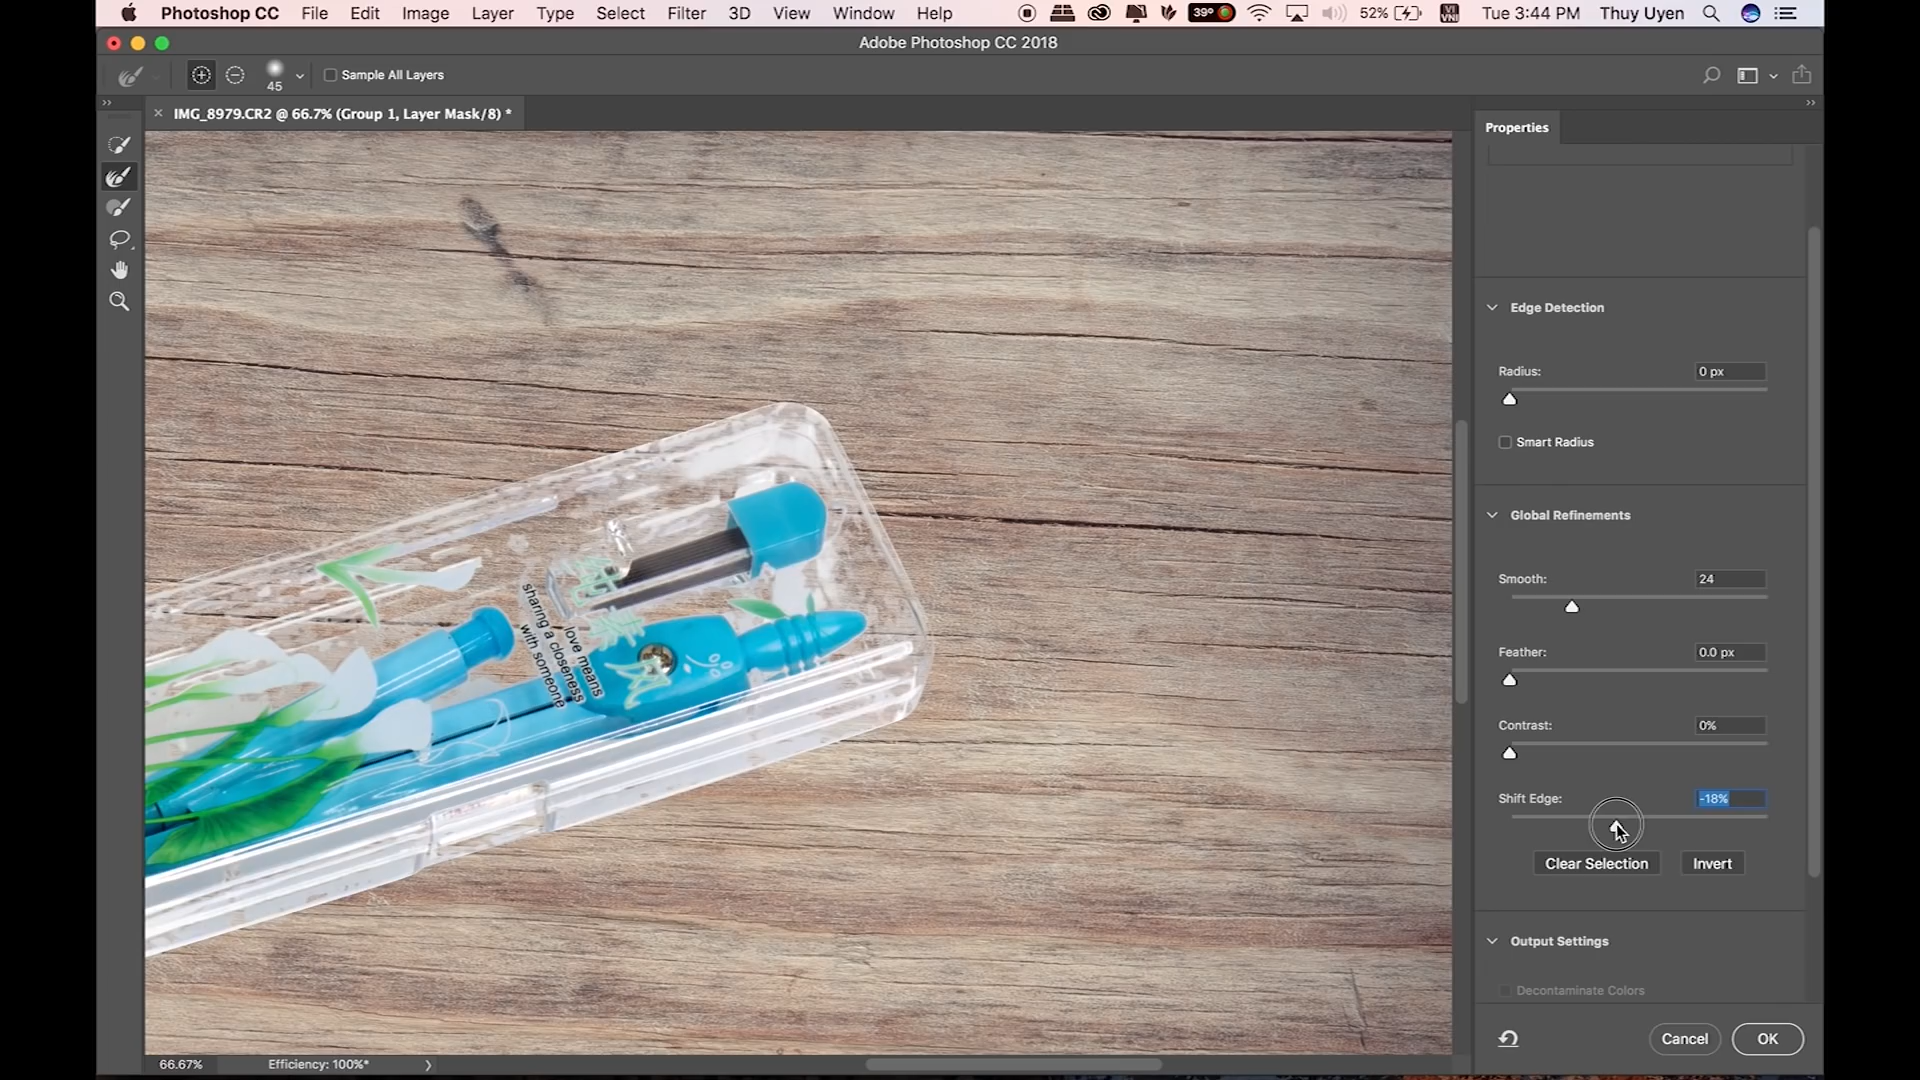 Photoshop CC File Edit Image Layer Type Select Filter 3D View Window Help 39° 52% VI VNI Tue 3:44 PM Thuy Uyen
Adobe Photoshop CC 2018
45 Sample All Layers
IMG_8979.CR2 @ 66.7% (Group 1, Layer Mask/8) *
Properties
Edge Detection
Radius: 0 px
Smart Radius
Global Refinements
Smooth: 24
Feather: 0.0 px
Contrast: 0%
Shift Edge: -18%
Clear Selection Invert
Output Settings
Decontaminate Colors
Cancel OK
love means
sharing a closeness
with someone
66.67% Efficiency: 100%*